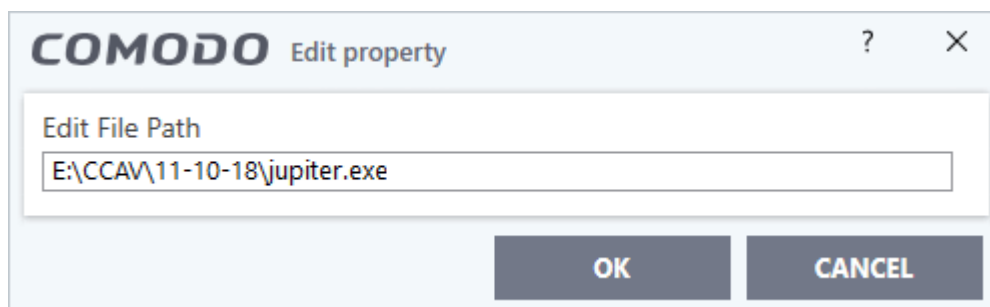 COMODO Edit property ? ×
Edit File Path
E:\CCAV\11-10-18\jupiter.exe
OK CANCEL